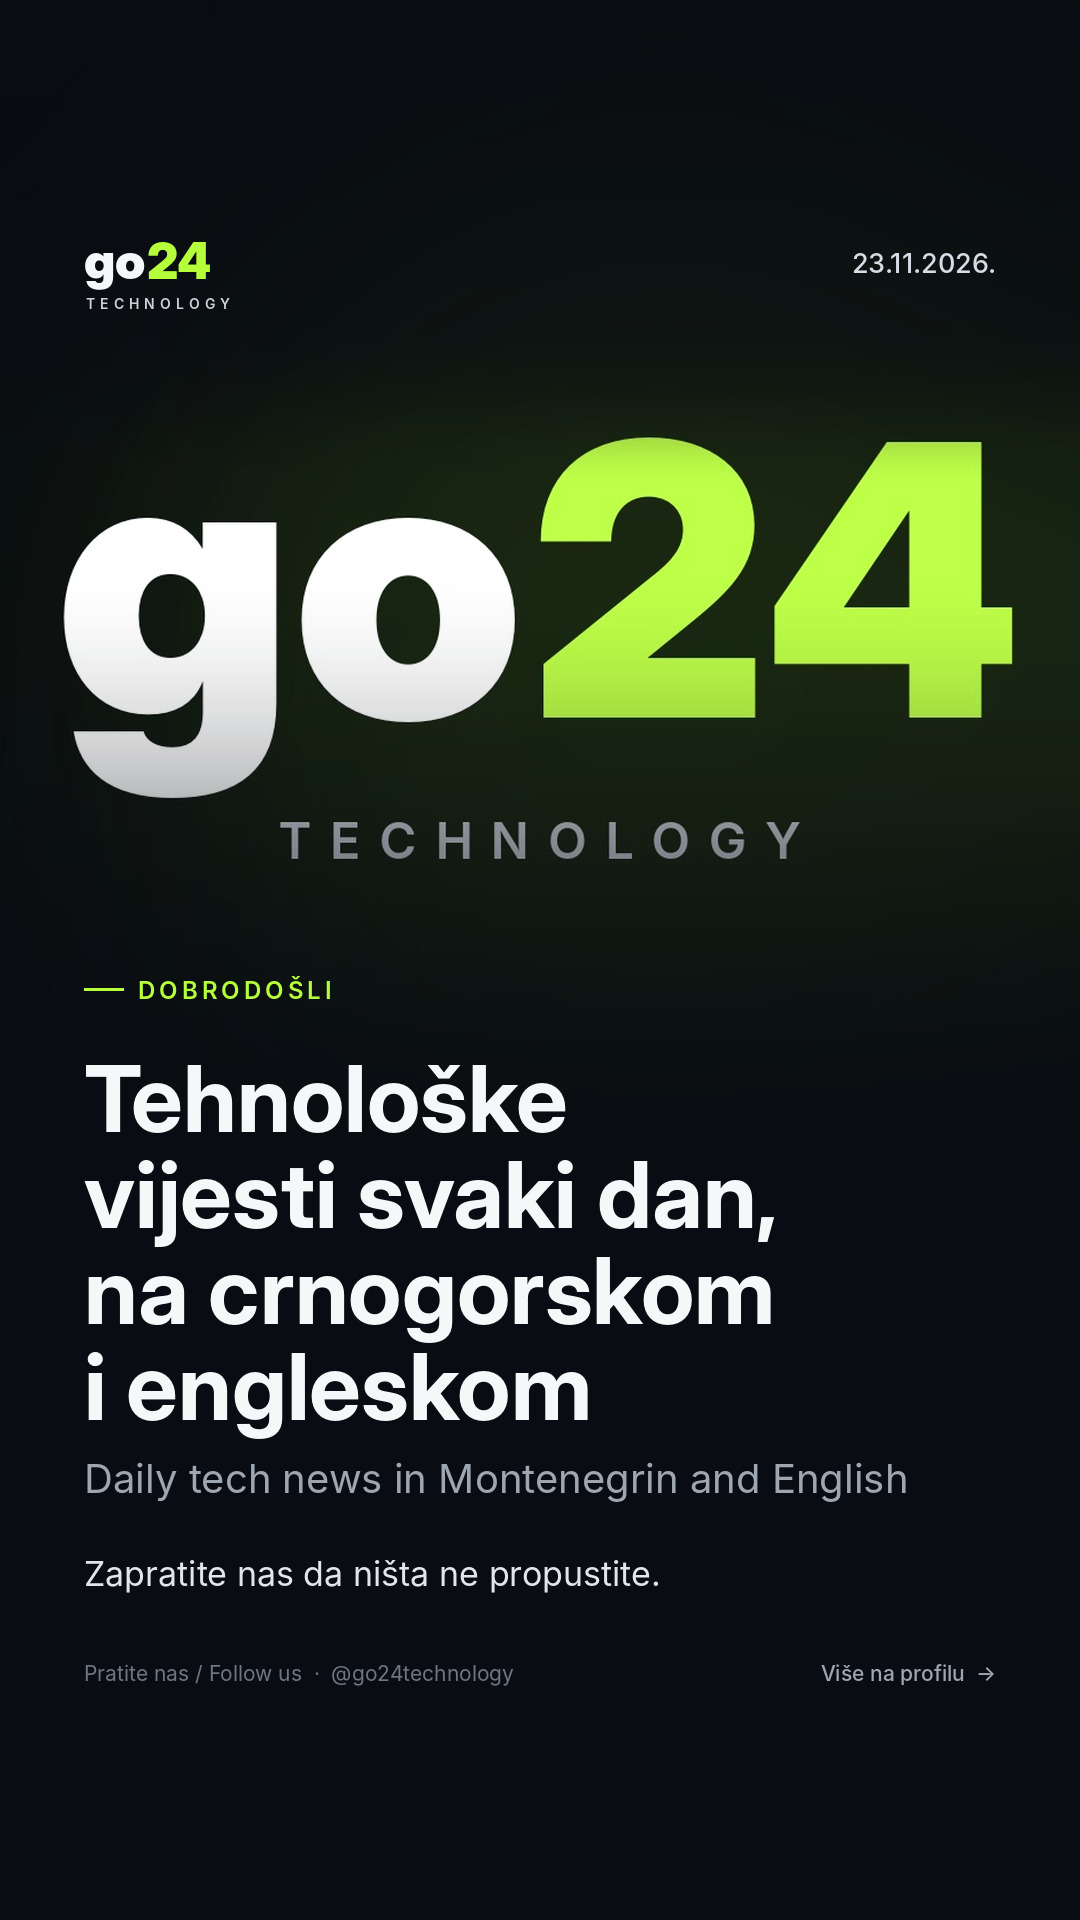 go24
TECHNOLOGY
23.11.2026.
go24
TECHNOLOGY
DOBRODOŠLI
Tehnološke
vijesti svaki dan,
na crnogorskom
i engleskom
Daily tech news in Montenegrin and English
Zapratite nas da ništa ne propustite.
Pratite nas / Follow us · @go24technology
Više na profilu →